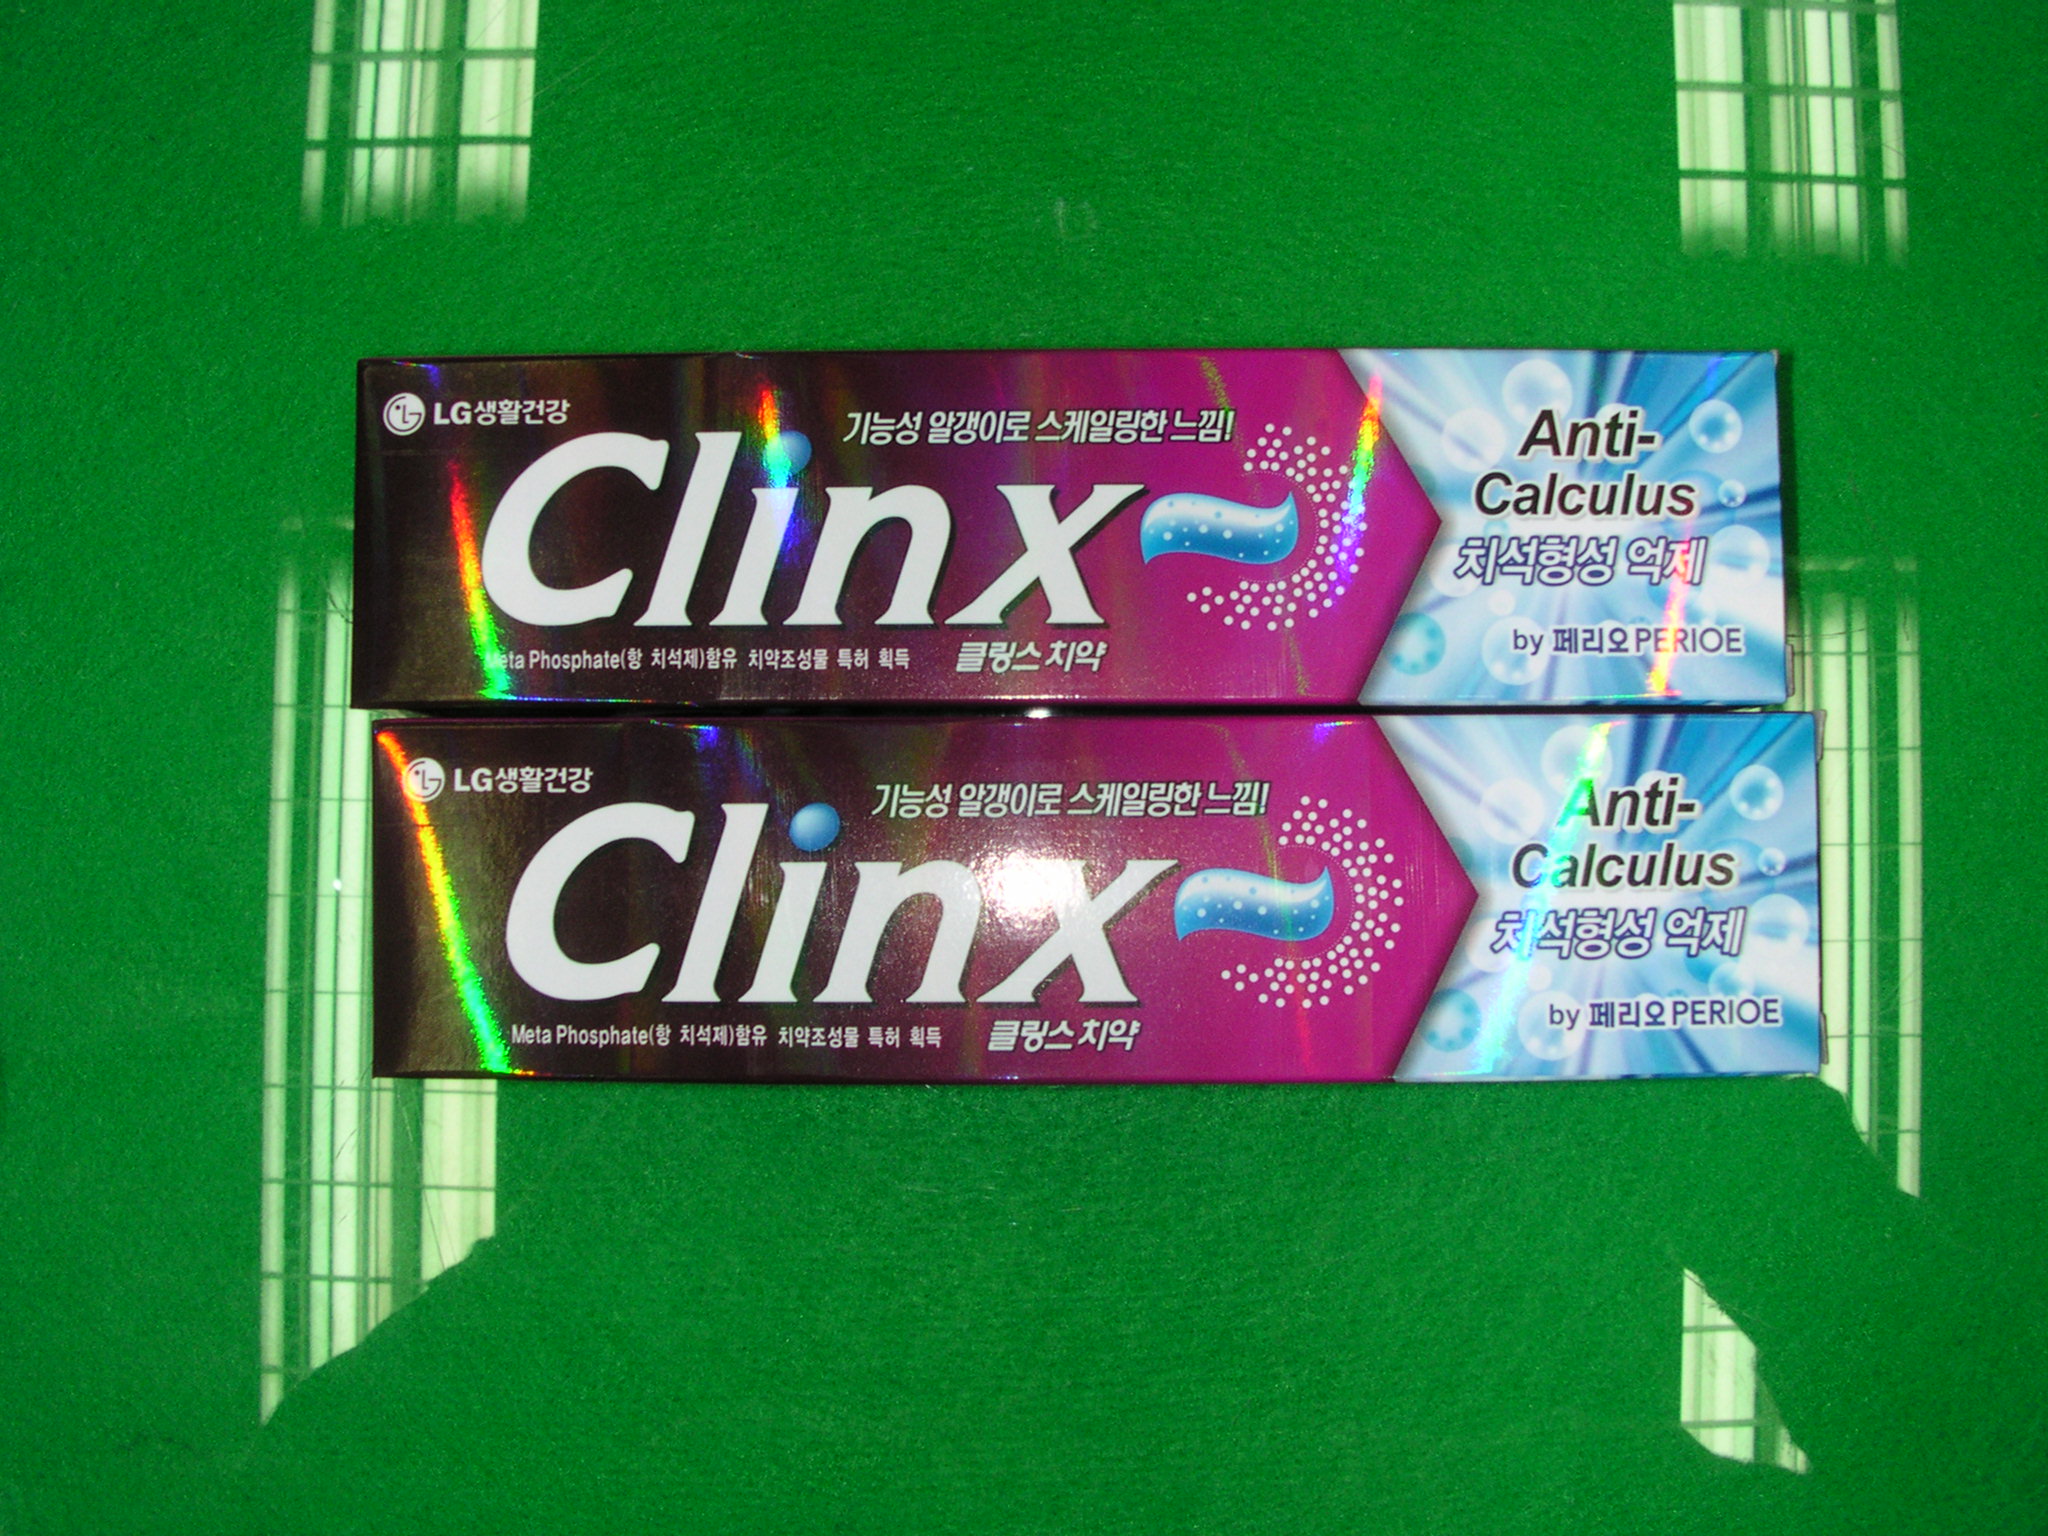 LG생활건강
기능성 알갱이로 스케일링한 느낌!
Clinx
Meta Phosphate(항 치석제)함유 치약조성물 특허 획득
클링스 치약
Anti-
Calculus
치석형성 억제
by 페리오 PERIOE
LG생활건강
기능성 알갱이로 스케일링한 느낌!
Clinx
Meta Phosphate(항 치석제)함유 치약조성물 특허 획득
클링스 치약
Anti-
Calculus
치석형성 억제
by 페리오 PERIOE